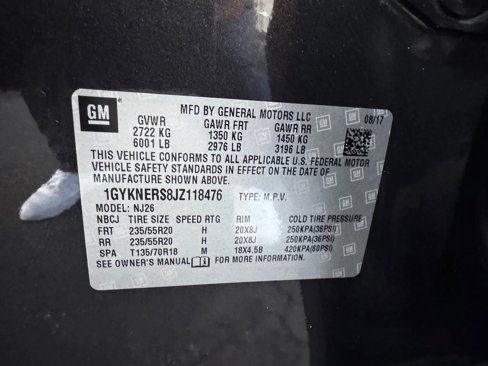 GM
MFD BY GENERAL MOTORS LLC 08/17
GVWR GAWR FRT GAWR RR
2722 KG 1350 KG 1450 KG
6001 LB 2976 LB 3196 LB
THIS VEHICLE CONFORMS TO ALL APPLICABLE U.S. FEDERAL MOTOR
VEHICLE SAFETY STANDARDS IN EFFECT ON THE DATE OF
MANUFACTURE SHOWN ABOVE.
1GYKNERS8JZ118476 TYPE: M.P.V.
MODEL: NJ26
NBCJ TIRE SIZE SPEED RTG RIM COLD TIRE PRESSURE
FRT 235/55R20 H 20X8J 250KPA(36PSI)
RR 235/55R20 H 20X8J 250KPA(36PSI)
SPA T135/70R18 M 18X4.5B 420KPA(60PSI)
SEE OWNER'S MANUAL FOR MORE INFORMATION.